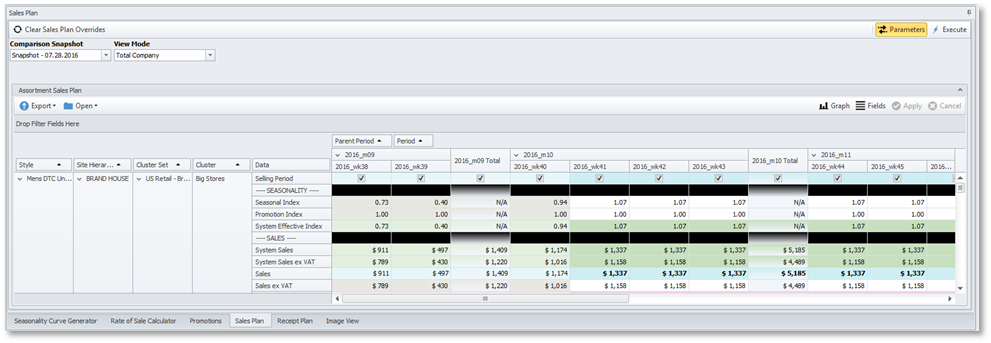 Sales Plan
Clear Sales Plan Overrides Parameters Execute
Comparison Snapshot View Mode
Snapshot - 07.28.2016 Total Company
Assortment Sales Plan
Export Open Graph Fields Apply Cancel
Drop Filter Fields Here
Parent Period Period
2016_m09 2016_m09 Total 2016_m10 2016_m10 Total 2016_m11
Style Site Hierar... Cluster Set Cluster Data 2016_wk38 2016_wk39 2016_wk40 2016_wk41 2016_wk42 2016_wk43 2016_wk44 2016_wk45 2016...
Mens DTC Un... BRAND HOUSE US Retail - Br... Big Stores Selling Period
---- SEASONALITY ----
Seasonal Index 0.73 0.40 N/A 0.94 1.07 1.07 1.07 N/A 1.07 1.07
Promotion Index 1.00 1.00 N/A 1.00 1.00 1.00 1.00 N/A 1.00 1.00
System Effective Index 0.73 0.40 N/A 0.94 1.07 1.07 1.07 N/A 1.07 1.07
---- SALES ----
System Sales $ 911 $ 497 $ 1,409 $ 1,174 $ 1,337 $ 1,337 $ 1,337 $ 5,185 $ 1,337 $ 1,337
System Sales ex VAT $ 789 $ 430 $ 1,220 $ 1,016 $ 1,158 $ 1,158 $ 1,158 $ 4,489 $ 1,158 $ 1,158
Sales $ 911 $ 497 $ 1,409 $ 1,174 $ 1,337 $ 1,337 $ 1,337 $ 5,185 $ 1,337 $ 1,337
Sales ex VAT $ 789 $ 430 $ 1,220 $ 1,016 $ 1,158 $ 1,158 $ 1,158 $ 4,489 $ 1,158 $ 1,158
Seasonality Curve Generator Rate of Sale Calculator Promotions Sales Plan Receipt Plan Image View